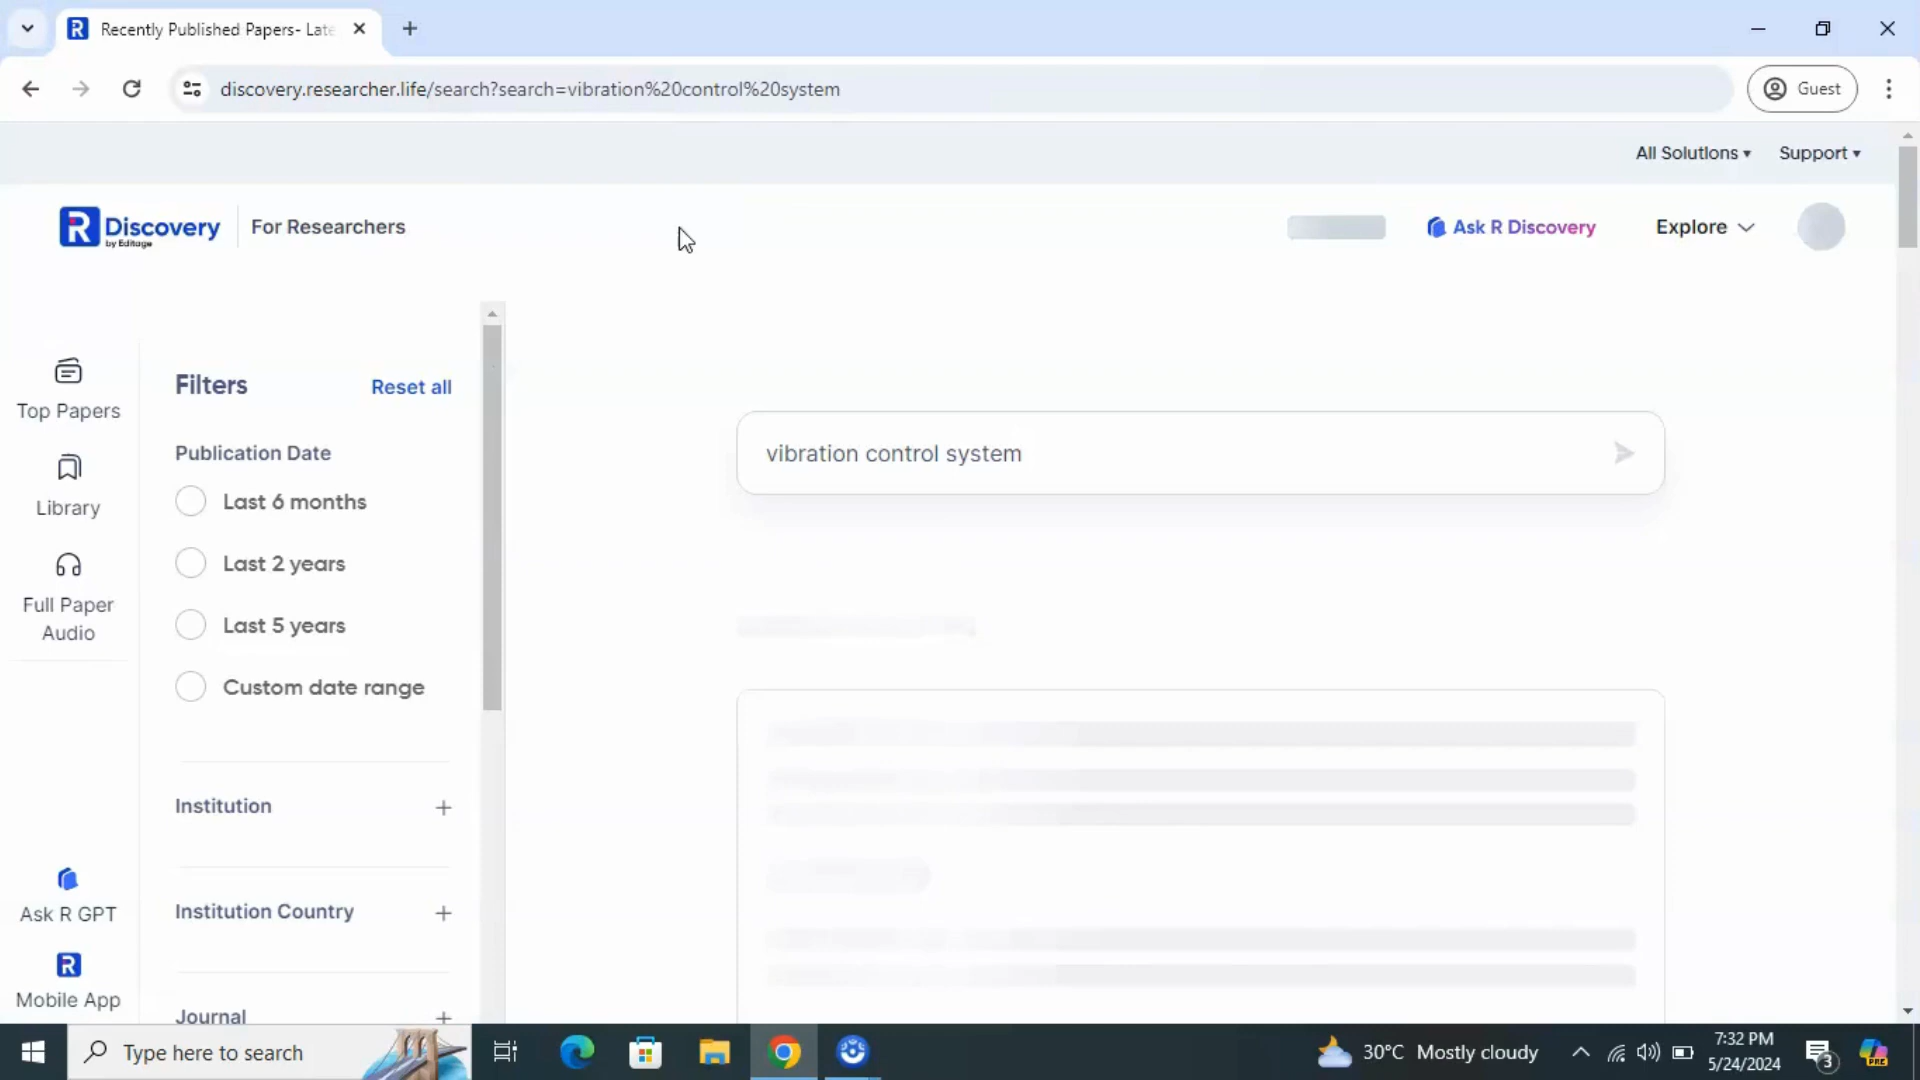 Recently Published Papers- Late
discovery.researcher.life/search?search=vibration%20control%20system
Guest
All Solutions
Support
R Discovery
by Editage
For Researchers
Ask R Discovery
Explore
Top Papers
Library
Full Paper
Audio
Ask R GPT
R
Mobile App
Filters
Reset all
Publication Date
Last 6 months
Last 2 years
Last 5 years
Custom date range
Institution
Institution Country
Journal
vibration control system
Type here to search
30°C Mostly cloudy
7:32 PM
5/24/2024
3
PRE